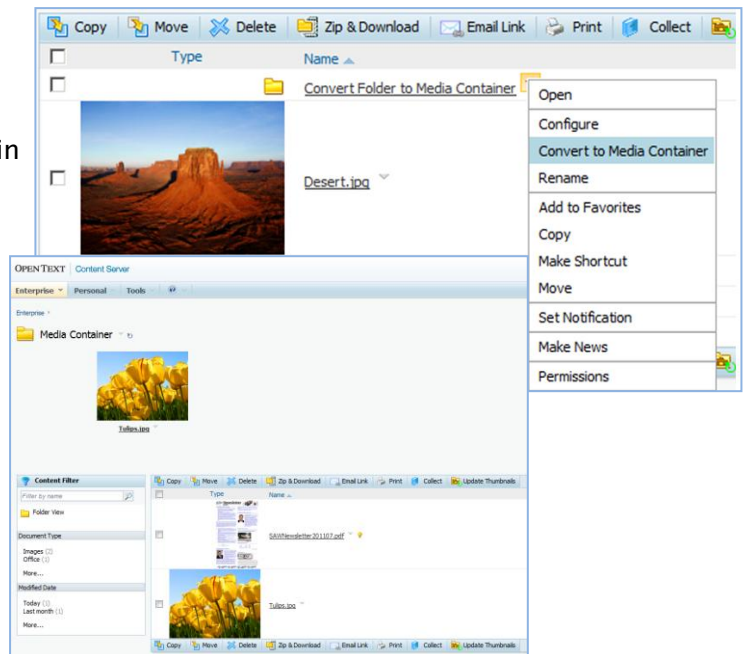 Copy Move Delete Zip & Download Email Link Print Collect
Type Name
Convert Folder to Media Container
in
Desert.jpg
Open
Configure
Convert to Media Container
Rename
Add to Favorites
Copy
Make Shortcut
Move
Set Notification
Make News
Permissions
OPEN TEXT | Content Server
Enterprise Personal Tools
Enterprise
Media Container
Tulips.jpg
Content Filter
Filter by name
Folder View
Document Type
Images (2)
Office (1)
More...
Modified Date
Today (1)
Last month (1)
More...
Copy Move Delete Zip & Download Email Link Print Collect Update Thumbnails
Type Name
SAWNewsletter201107.pdf
Tulips.jpg
Copy Move Delete Zip & Download Email Link Print Collect Update Thumbnails